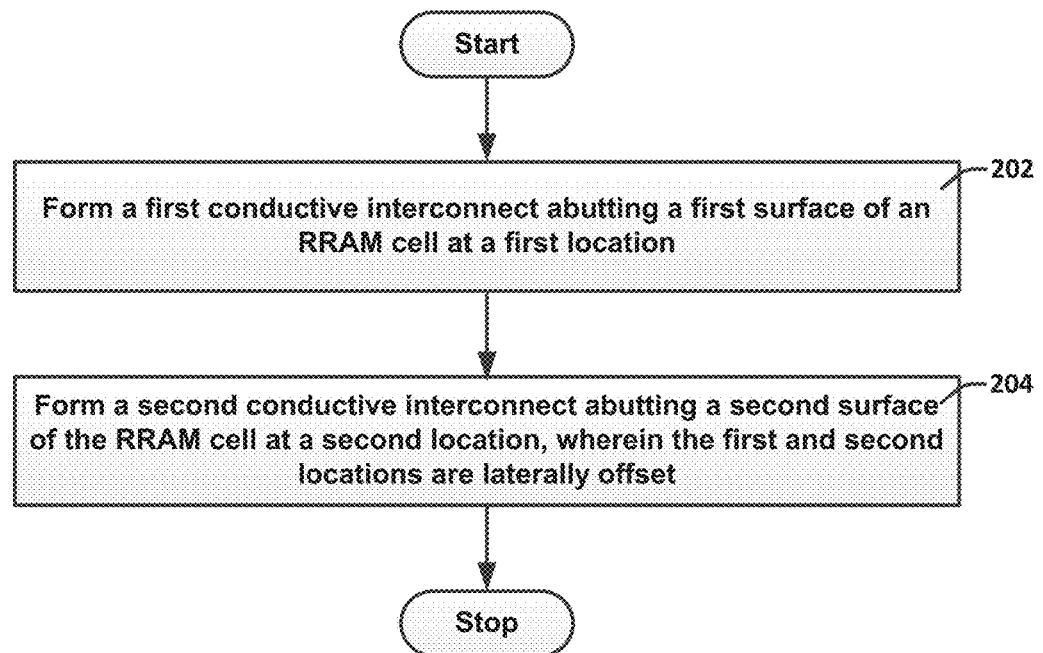 Start
202
Form a first conductive interconnect abutting a first surface of an
RRAM cell at a first location
204
Form a second conductive interconnect abutting a second surface
of the RRAM cell at a second location, wherein the first and second
locations are laterally offset
Stop